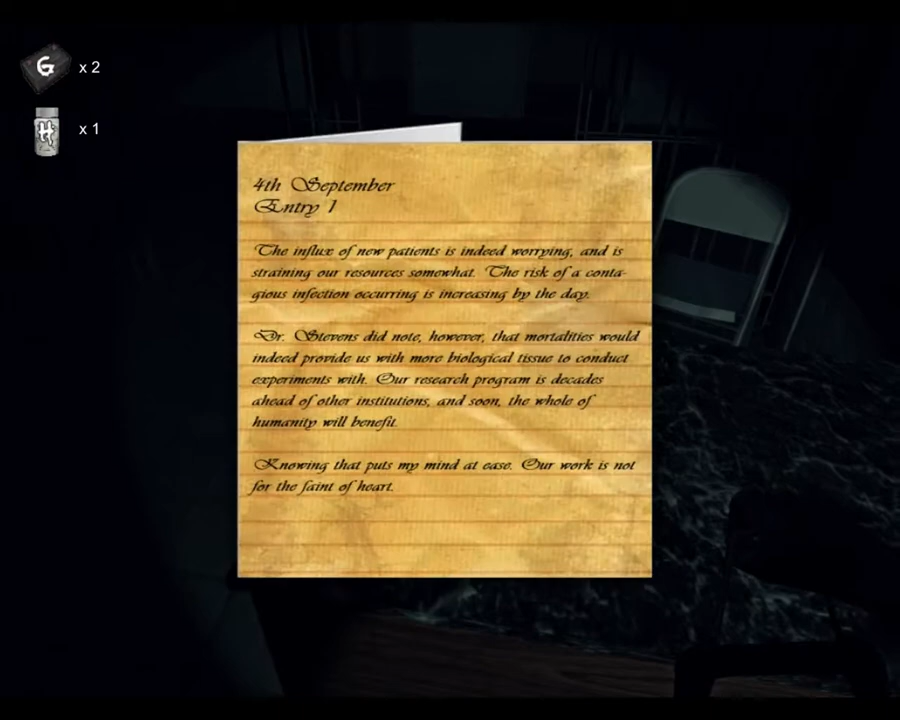 G x 2
H x 1
4th September
Entry 1
The influx of new patients is indeed worrying, and is
straining our resources somewhat. The risk of a conta-
gious infection occurring is increasing by the day.
Dr. Stevens did note, however, that mortalities would
indeed provide us with more biological tissue to conduct
experiments with. Our research program is decades
ahead of other institutions, and soon, the whole of
humanity will benefit.
Knowing that puts my mind at ease. Our work is not
for the faint of heart.